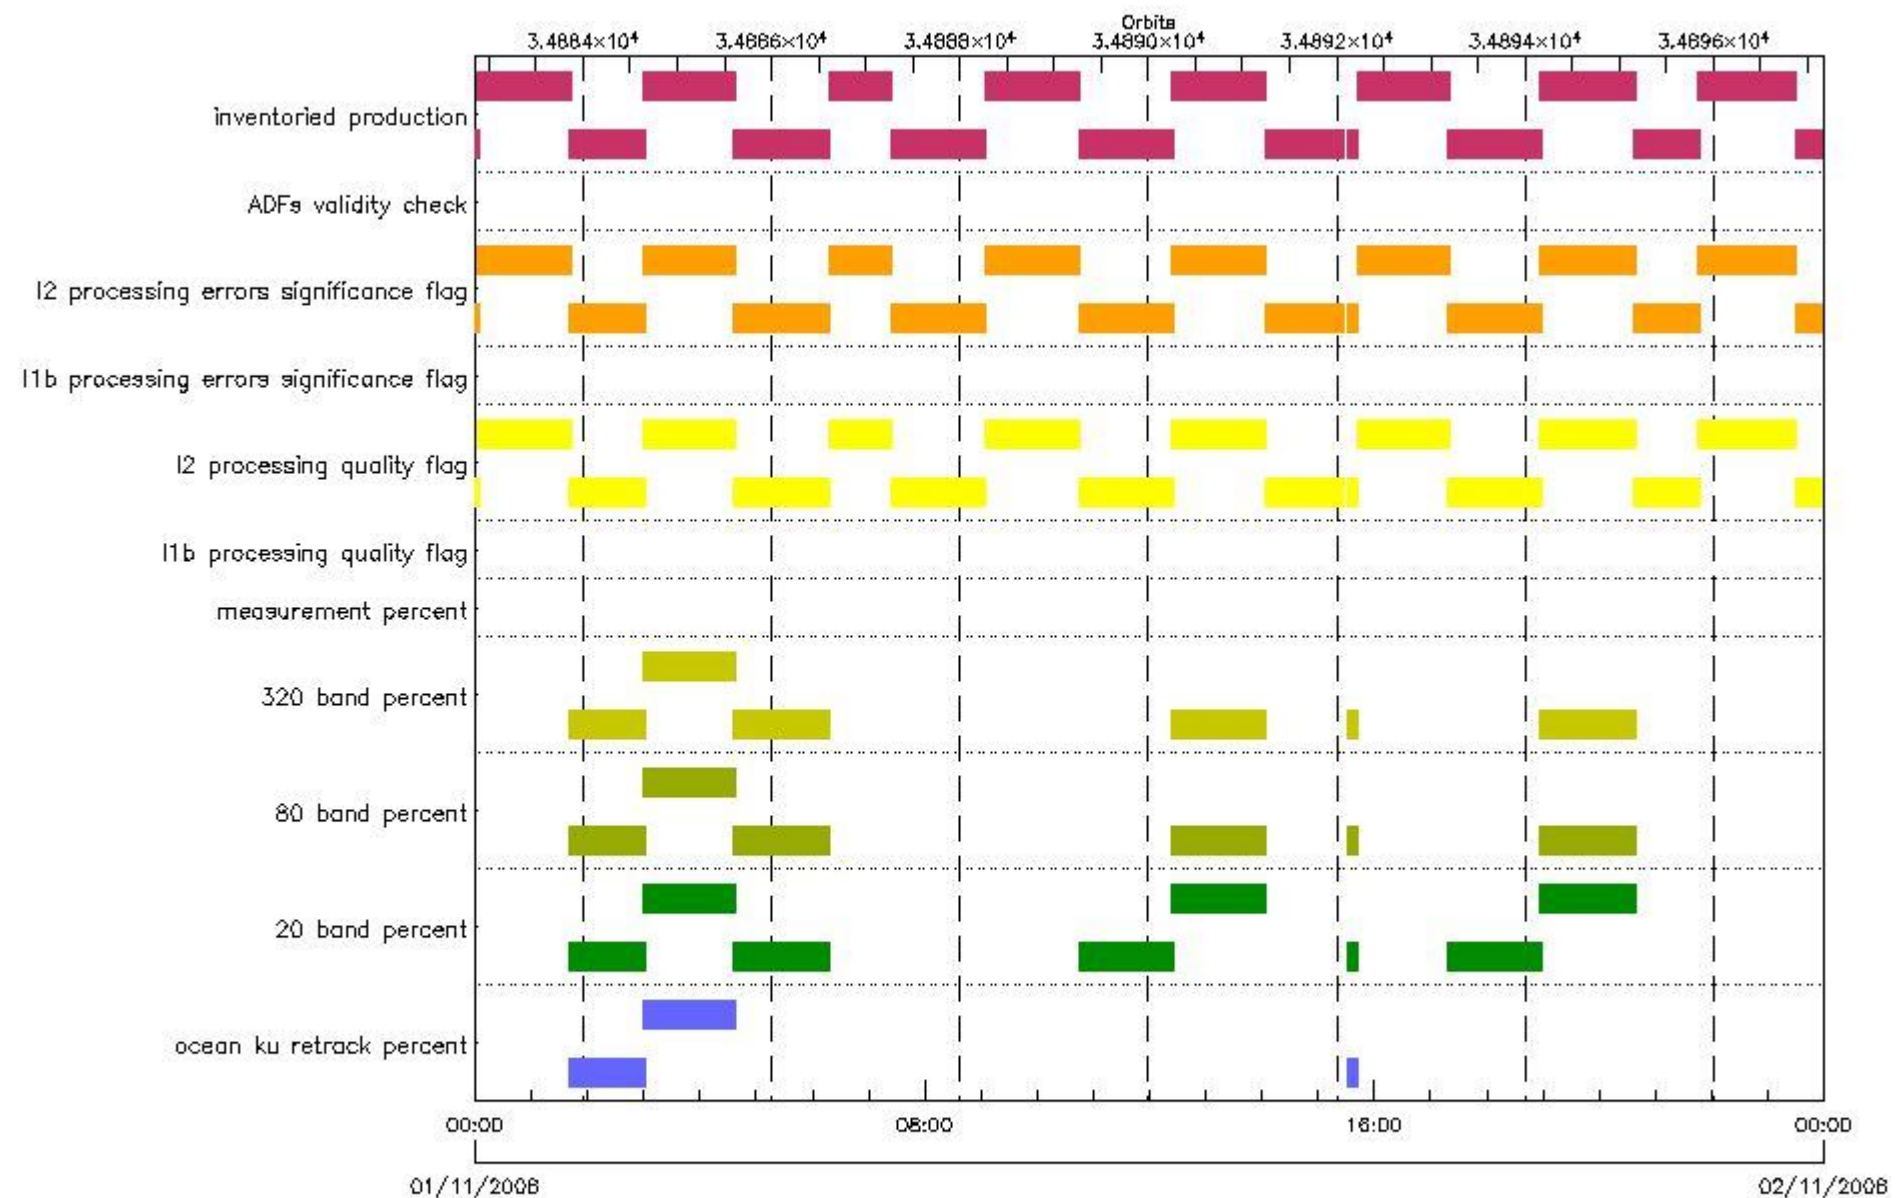 Orbits
3.4884×10⁴ 3.4886×10⁴ 3.4888×10⁴ 3.4890×10⁴ 3.4892×10⁴ 3.4894×10⁴ 3.4896×10⁴
inventoried production
ADFs validity check
l2 processing errors significance flag
l1b processing errors significance flag
l2 processing quality flag
l1b processing quality flag
measurement percent
320 band percent
80 band percent
20 band percent
ocean ku retrack percent
00:00 08:00 16:00 00:00
01/11/2008 02/11/2008